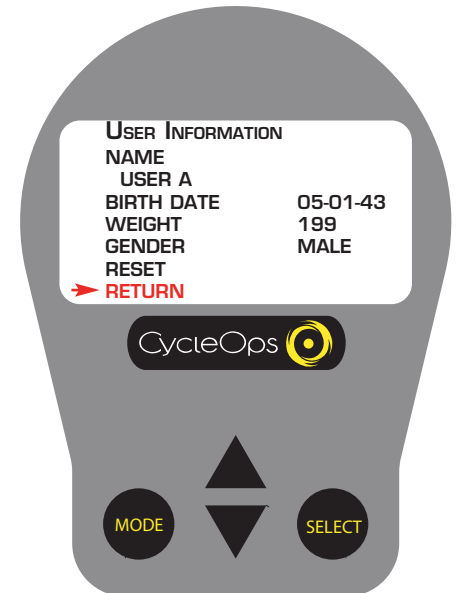 User Information
NAME
USER A
BIRTH DATE 05-01-43
WEIGHT 199
GENDER MALE
RESET
RETURN
CycleOps
MODE
SELECT